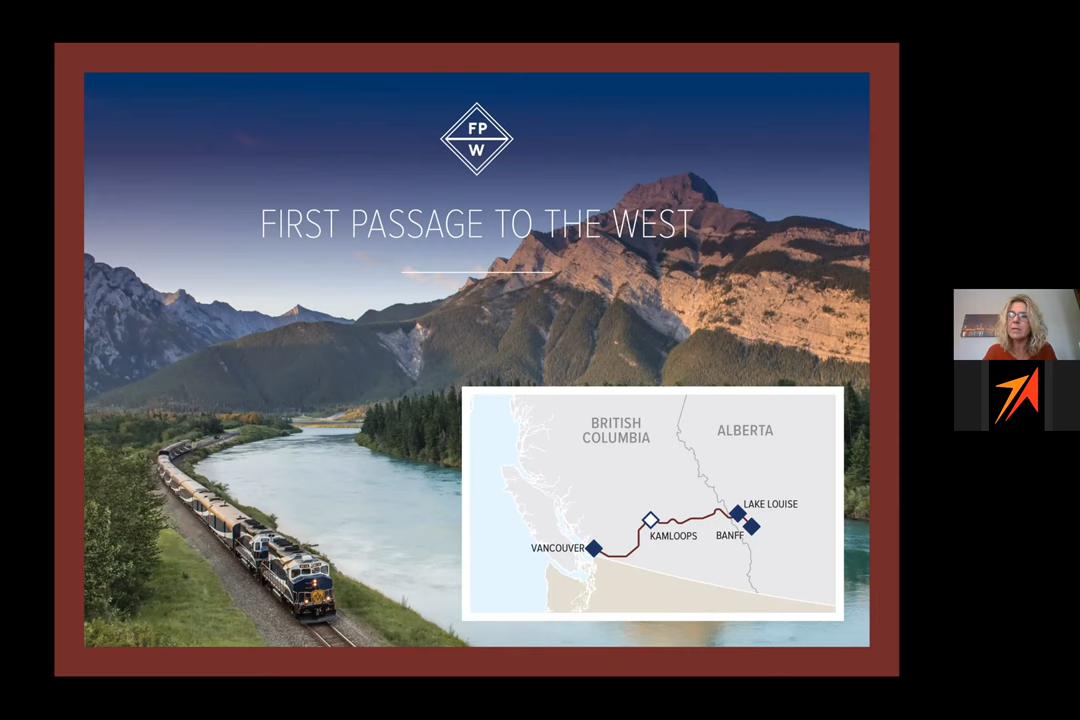 FP
W
FIRST PASSAGE TO THE WEST
BRITISH
COLUMBIA
ALBERTA
LAKE LOUISE
KAMLOOPS
BANFF
VANCOUVER